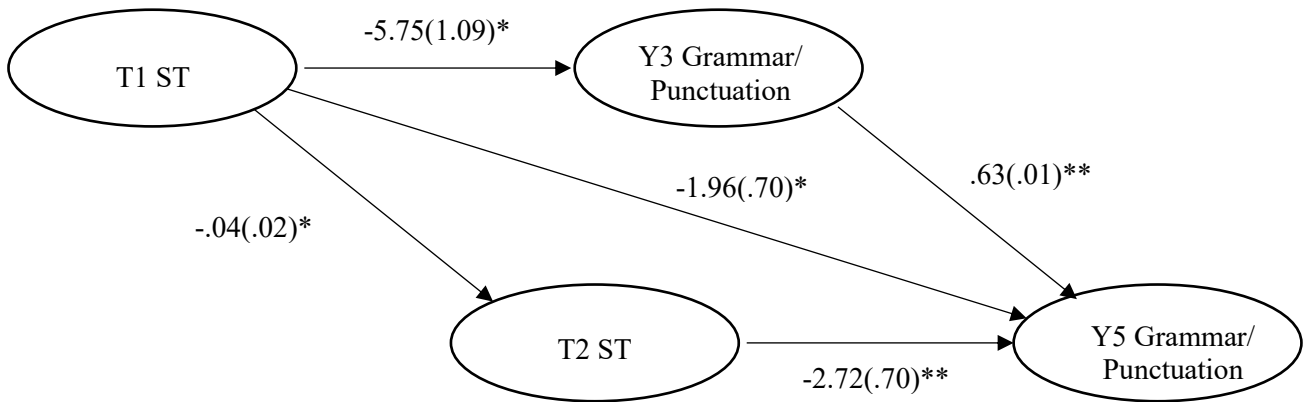 -5.75(1.09)*
T1 ST
Y3 Grammar/
Punctuation
-1.96(.70)*
.63(.01)**
-.04(.02)*
T2 ST
-2.72(.70)**
Y5 Grammar/
Punctuation